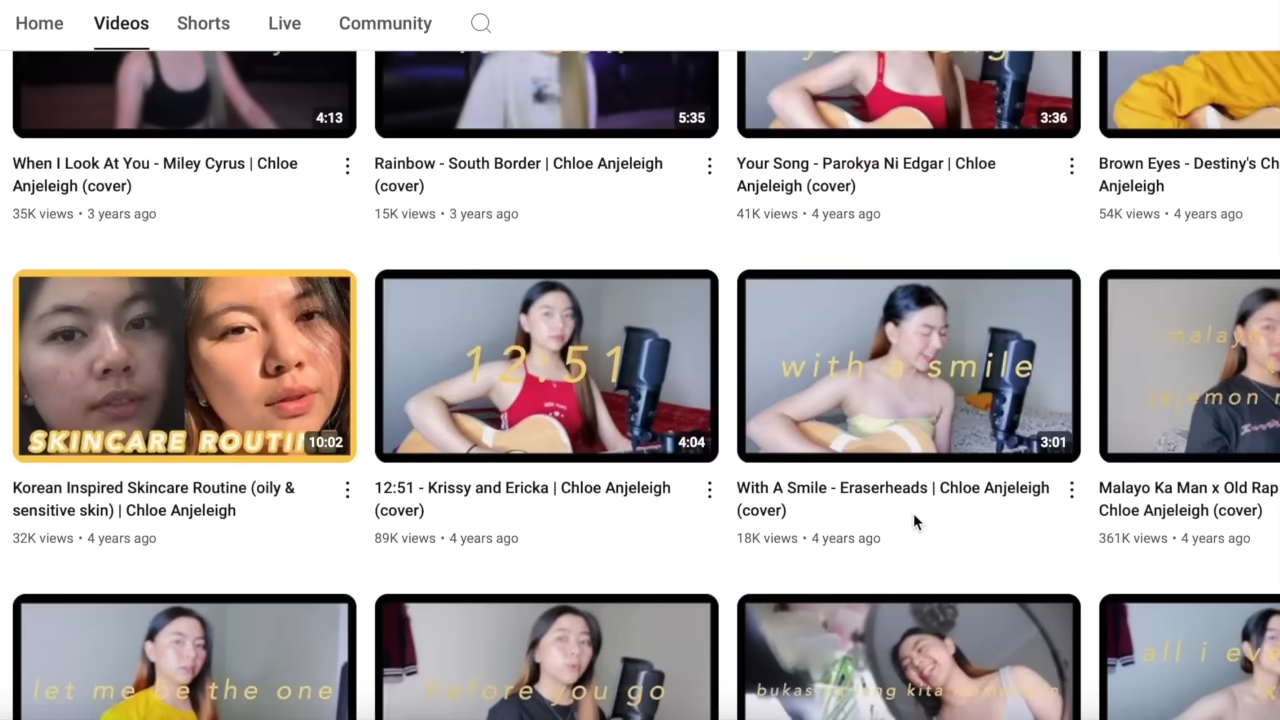 Home Videos Shorts Live Community
4:13
5:35
3:36
When I Look At You - Miley Cyrus | Chloe
Anjeleigh (cover)
35K views • 3 years ago
Rainbow - South Border | Chloe Anjeleigh
(cover)
15K views • 3 years ago
Your Song - Parokya Ni Edgar | Chloe
Anjeleigh (cover)
41K views • 4 years ago
Brown Eyes - Destiny's Ch
Anjeleigh
54K views • 4 years ago
SKINCARE ROUTI
10:02
12:51
4:04
with a smile
3:01
Korean Inspired Skincare Routine (oily &
sensitive skin) | Chloe Anjeleigh
32K views • 4 years ago
12:51 - Krissy and Ericka | Chloe Anjeleigh
(cover)
89K views • 4 years ago
With A Smile - Eraserheads | Chloe Anjeleigh
(cover)
18K views • 4 years ago
malay
jejemon
Malayo Ka Man x Old Rap
Chloe Anjeleigh (cover)
361K views • 4 years ago
let me be the one
before you go
bukas kita
all i eve